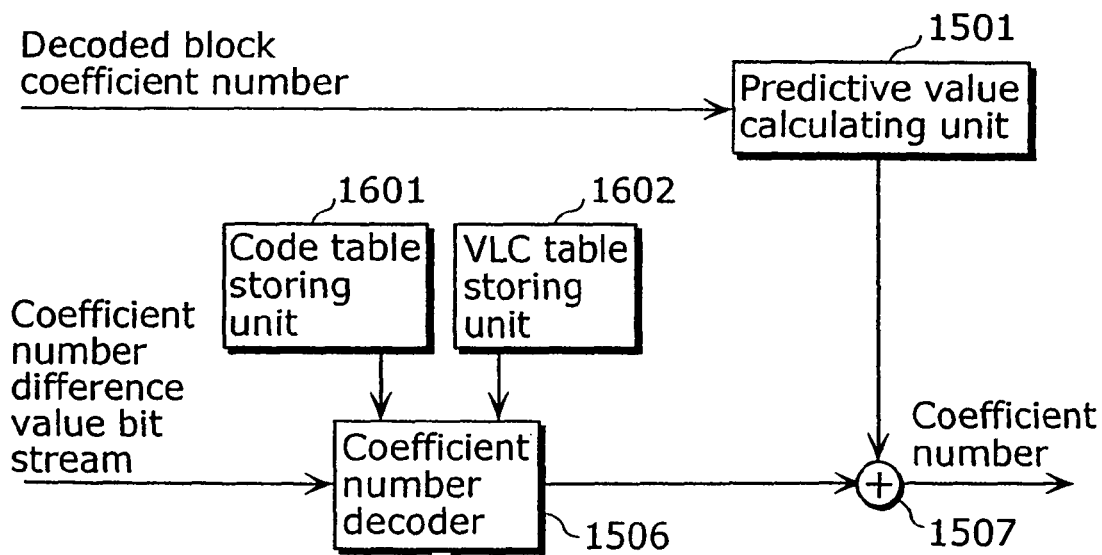 Decoded block
coefficient number
1501
Predictive value
calculating unit
1601
1602
Code table
storing
unit
VLC table
storing
unit
Coefficient
number
difference
value bit
stream
Coefficient
number
decoder
1506
+
Coefficient
number
1507